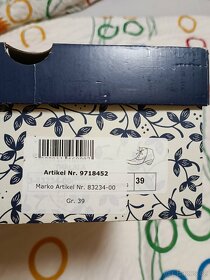 Artikel Nr. 9718452
39
Marko Artikel Nr. 83234-00
Gr. 39